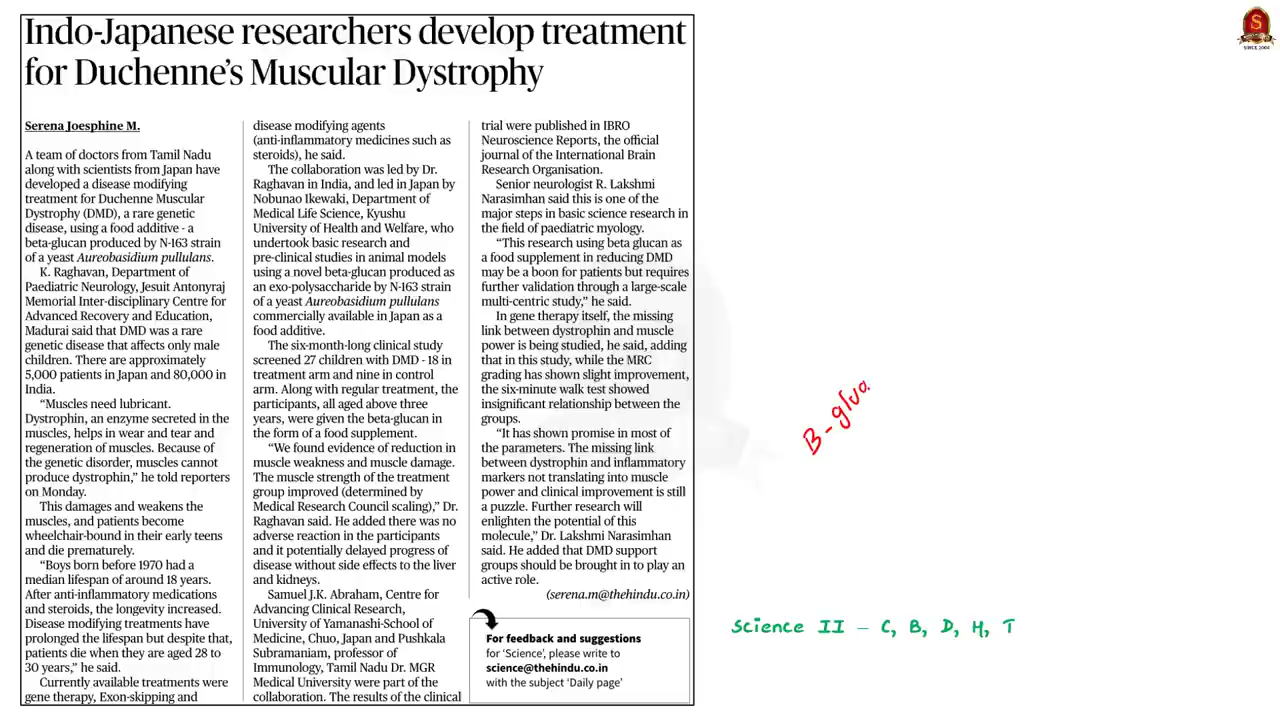 Indo-Japanese researchers develop treatment
for Duchenne's Muscular Dystrophy
Serena Joesphine M.
A team of doctors from Tamil Nadu
along with scientists from Japan have
developed a disease modifying
treatment for Duchenne Muscular
Dystrophy (DMD), a rare genetic
disease, using a food additive - a
beta-glucan produced by N-163 strain
of a yeast Aureobasidium pullulans.
K. Raghavan, Department of
Paediatric Neurology, Jesuit Antonyraj
Memorial Inter-disciplinary Centre for
Advanced Recovery and Education,
Madurai said that DMD was a rare
genetic disease that affects only male
children. There are approximately
5,000 patients in Japan and 80,000 in
India.
“Muscles need lubricant.
Dystrophin, an enzyme secreted in the
muscles, helps in wear and tear and
regeneration of muscles. Because of
the genetic disorder, muscles cannot
produce dystrophin,” he told reporters
on Monday.
This damages and weakens the
muscles, and patients become
wheelchair-bound in their early teens
and die prematurely.
“Boys born before 1970 had a
median lifespan of around 18 years.
After anti-inflammatory medications
and steroids, the longevity increased.
Disease modifying treatments have
prolonged the lifespan but despite that,
patients die when they are aged 28 to
30 years,” he said.
Currently available treatments were
gene therapy, Exon-skipping and
disease modifying agents
(anti-inflammatory medicines such as
steroids), he said.
The collaboration was led by Dr.
Raghavan in India, and led in Japan by
Nobunao Ikewaki, Department of
Medical Life Science, Kyushu
University of Health and Welfare, who
undertook basic research and
pre-clinical studies in animal models
using a novel beta-glucan produced as
an exo-polysaccharide by N-163 strain
of a yeast Aureobasidium pullulans
commercially available in Japan as a
food additive.
The six-month-long clinical study
screened 27 children with DMD - 18 in
treatment arm and nine in control
arm. Along with regular treatment, the
participants, all aged above three
years, were given the beta-glucan in
the form of a food supplement.
“We found evidence of reduction in
muscle weakness and muscle damage.
The muscle strength of the treatment
group improved (determined by
Medical Research Council scaling),” Dr.
Raghavan said. He added there was no
adverse reaction in the participants
and it potentially delayed progress of
disease without side effects to the liver
and kidneys.
Samuel J.K. Abraham, Centre for
Advancing Clinical Research,
University of Yamanashi-School of
Medicine, Chuo, Japan and Pushkala
Subramaniam, professor of
Immunology, Tamil Nadu Dr. MGR
Medical University were part of the
collaboration. The results of the clinical
trial were published in IBRO
Neuroscience Reports, the official
journal of the International Brain
Research Organisation.
Senior neurologist R. Lakshmi
Narasimhan said this is one of the
major steps in basic science research in
the field of paediatric myology.
“This research using beta glucan as
a food supplement in reducing DMD
may be a boon for patients but requires
further validation through a large-scale
multi-centric study,” he said.
In gene therapy itself, the missing
link between dystrophin and muscle
power is being studied, he said, adding
that in this study, while the MRC
grading has shown slight improvement,
the six-minute walk test showed
insignificant relationship between the
groups.
“It has shown promise in most of
the parameters. The missing link
between dystrophin and inflammatory
markers not translating into muscle
power and clinical improvement is still
a puzzle. Further research will
enlighten the potential of this
molecule,” Dr. Lakshmi Narasimhan
said. He added that DMD support
groups should be brought in to play an
active role.
(serena.m@thehindu.co.in)
For feedback and suggestions
for ‘Science’, please write to
science@thehindu.co.in
with the subject ‘Daily page’
B-gluc
Science II – C, B, D, H, T
S
SINCE 2004